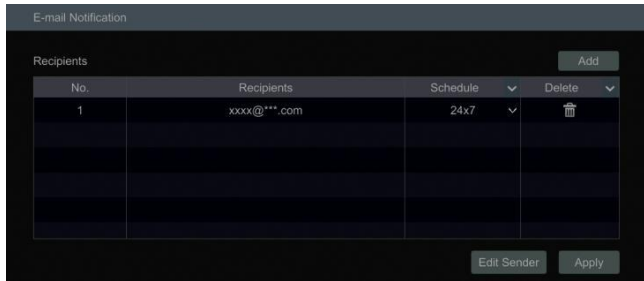 E-mail Notification
Recipients Add
No. Recipients Schedule Delete
1 xxxx@***.com 24x7
Edit Sender Apply